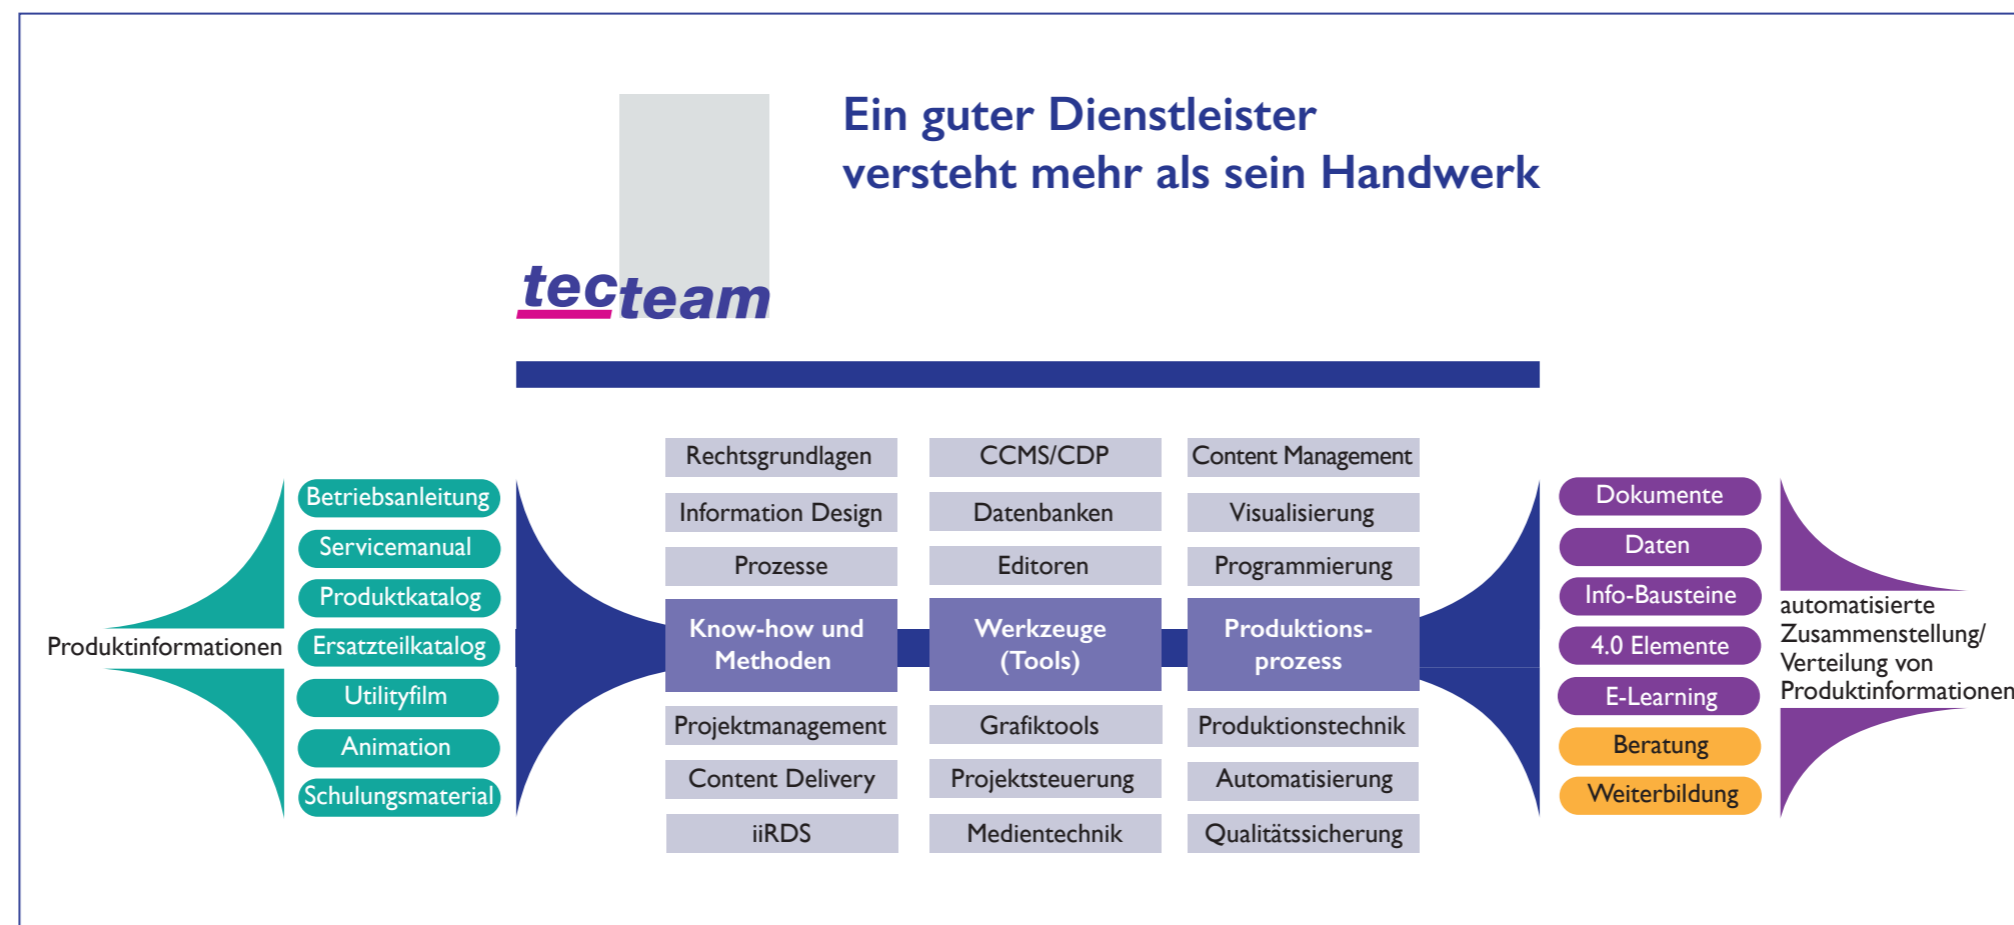 Ein guter Dienstleister
versteht mehr als sein Handwerk
tecteam
Produktinformationen
Betriebsanleitung
Servicemanual
Produktkatalog
Ersatzteilkatalog
Utilityfilm
Animation
Schulungsmaterial
Rechtsgrundlagen
Information Design
Prozesse
Know-how und
Methoden
Projektmanagement
Content Delivery
iiRDS
CCMS/CDP
Datenbanken
Editoren
Werkzeuge
(Tools)
Grafiktools
Projektsteuerung
Medientechnik
Content Management
Visualisierung
Programmierung
Produktions-
prozess
Produktionstechnik
Automatisierung
Qualitätssicherung
Dokumente
Daten
Info-Bausteine
4.0 Elemente
E-Learning
Beratung
Weiterbildung
automatisierte
Zusammenstellung/
Verteilung von
Produktinformationen